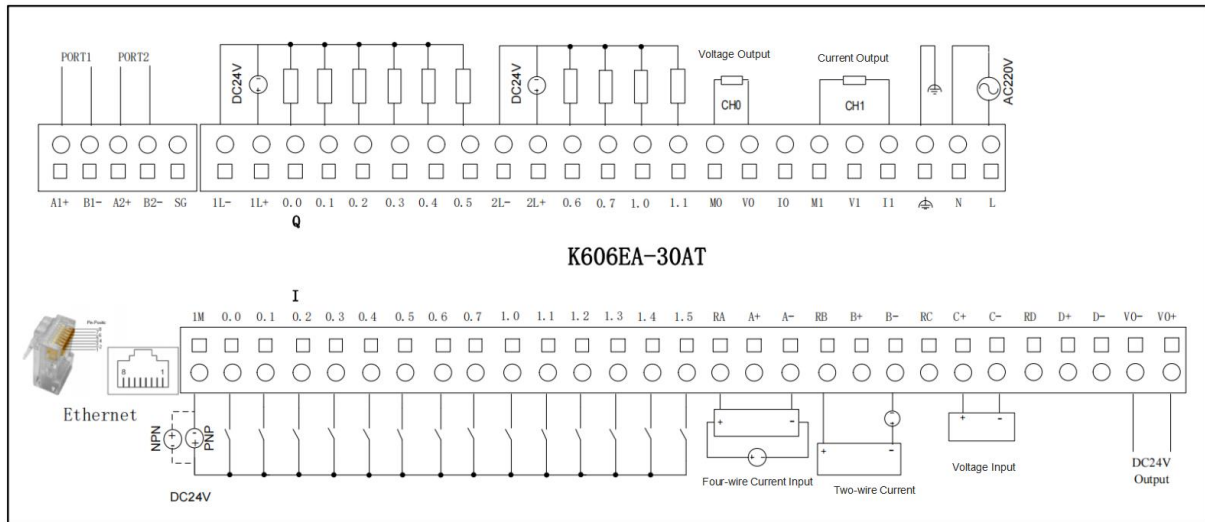 PORT1 PORT2
DC24V
DC24V
Voltage Output
CH0
Current Output
CH1
AC220V
A1+ B1- A2+ B2- SG
1L- 1L+ 0.0 0.1 0.2 0.3 0.4 0.5 2L- 2L+ 0.6 0.7 1.0 1.1 M0 V0 I0 M1 V1 I1 N L
Q
K606EA-30AT
I
1M 0.0 0.1 0.2 0.3 0.4 0.5 0.6 0.7 1.0 1.1 1.2 1.3 1.4 1.5 RA A+ A- RB B+ B- RC C+ C- RD D+ D- VO- VO+
8 1
Ethernet
NPN
PNP
DC24V
Four-wire Current Input
Two-wire Current
Voltage Input
DC24V
Output